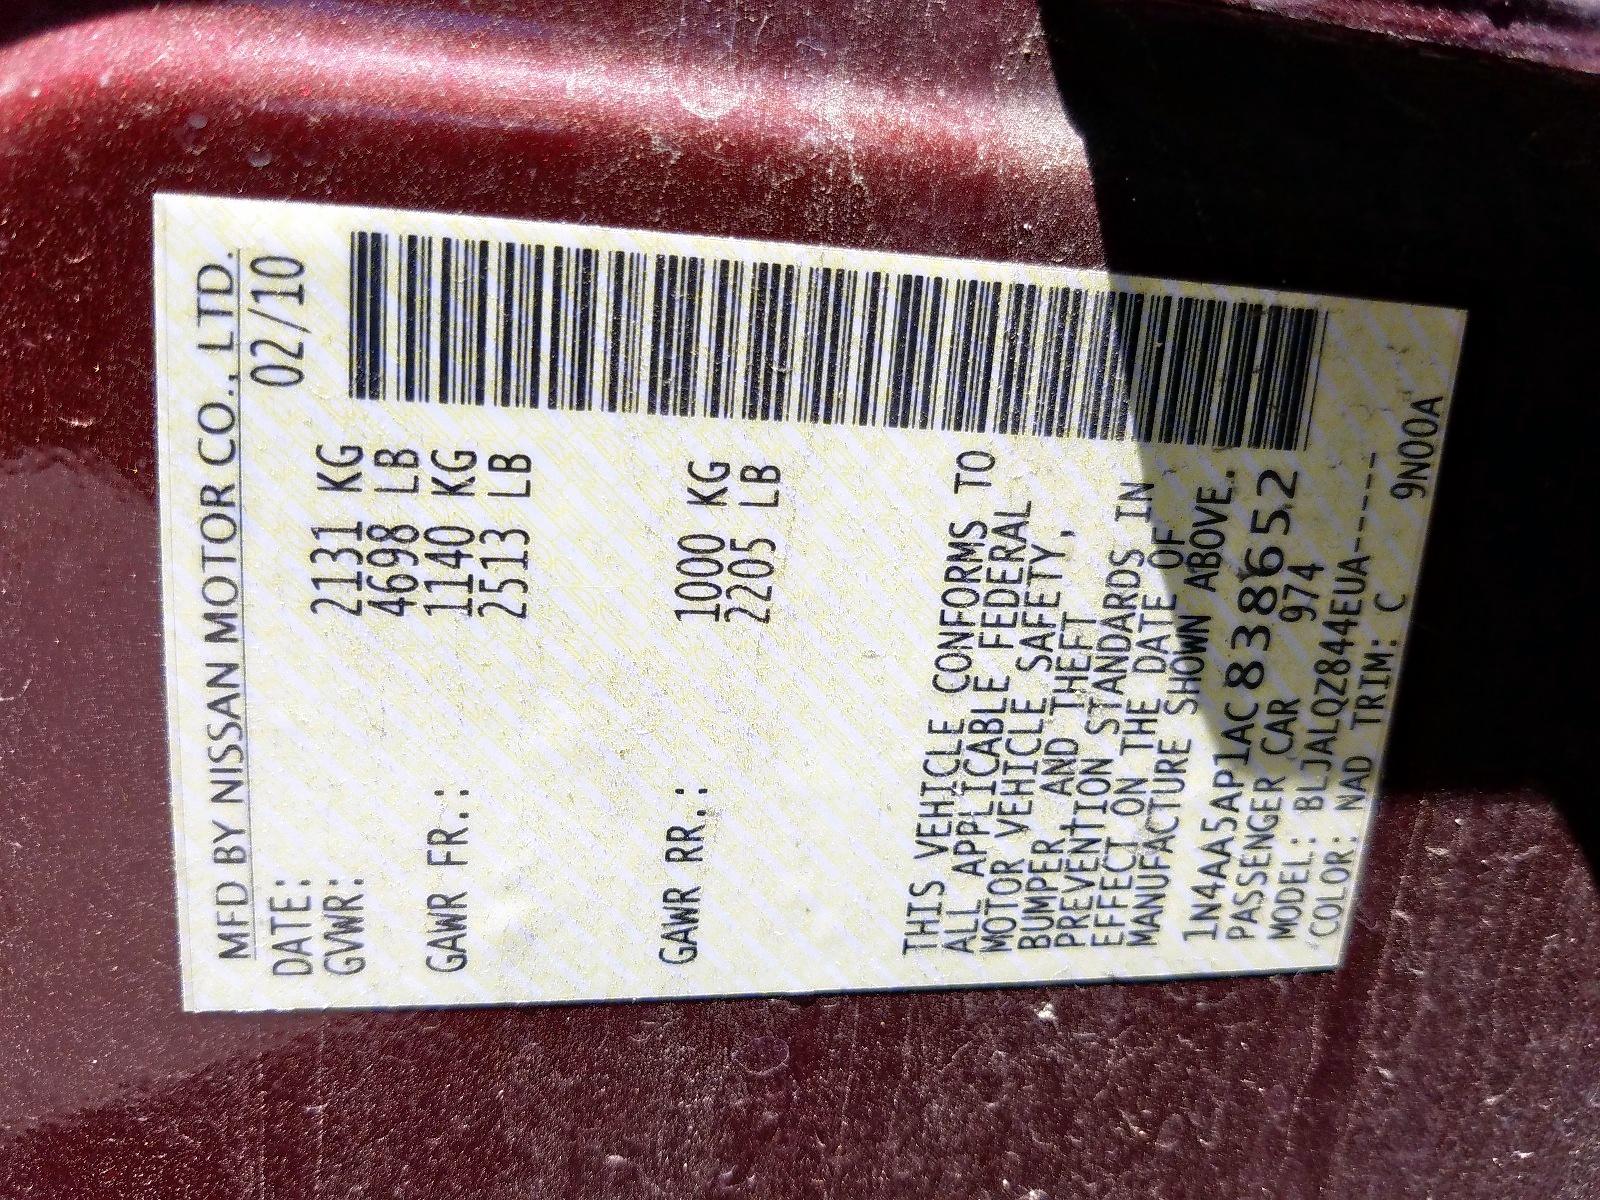 MFD BY NISSAN MOTOR CO., LTD.
DATE: 02/10
GVWR: 2131 KG
4698 LB
GAWR FR.: 1140 KG
2513 LB
GAWR RR.: 1000 KG
2205 LB
THIS VEHICLE CONFORMS TO
ALL APPLICABLE FEDERAL
MOTOR VEHICLE SAFETY,
BUMPER AND THEFT
PREVENTION STANDARDS IN
EFFECT ON THE DATE OF
MANUFACTURE SHOWN ABOVE.
1N4AA5AP1AC838652
PASSENGER CAR 974
MODEL: BLJALQZ844EUA-----
COLOR: NAD TRIM: C
9N00A